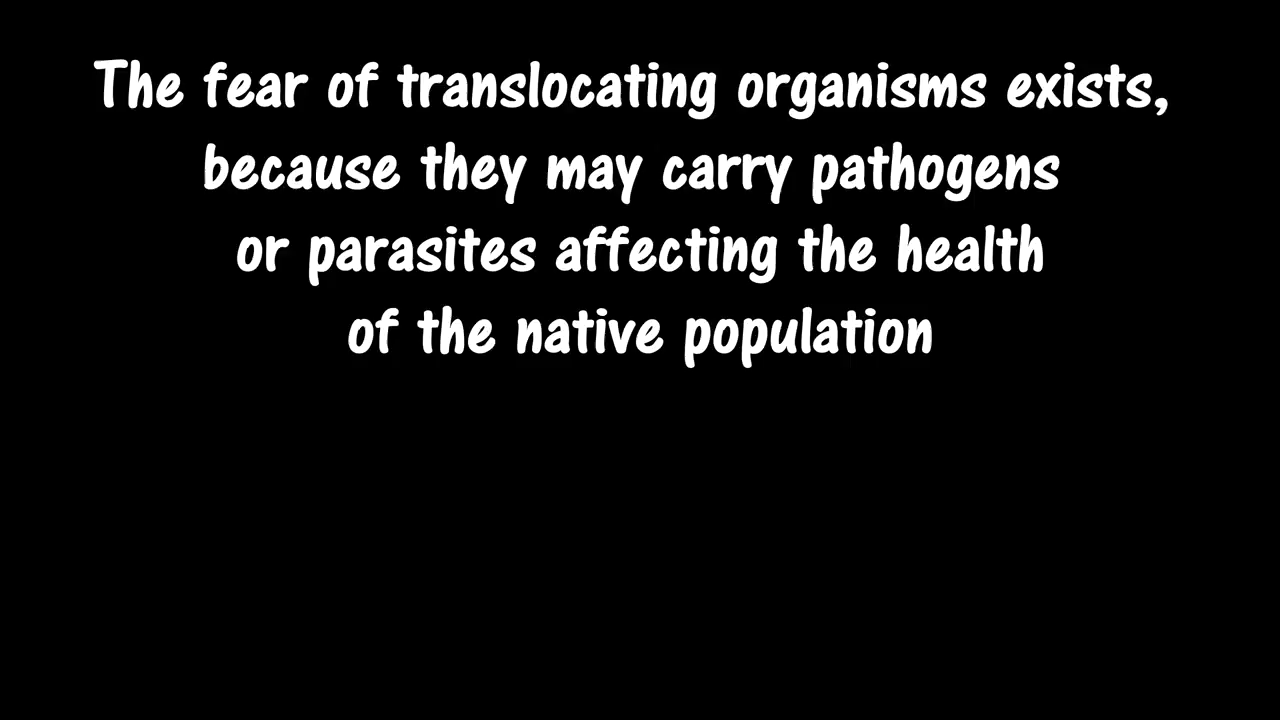 The fear of translocating organisms exists,
because they may carry pathogens
or parasites affecting the health
of the native population